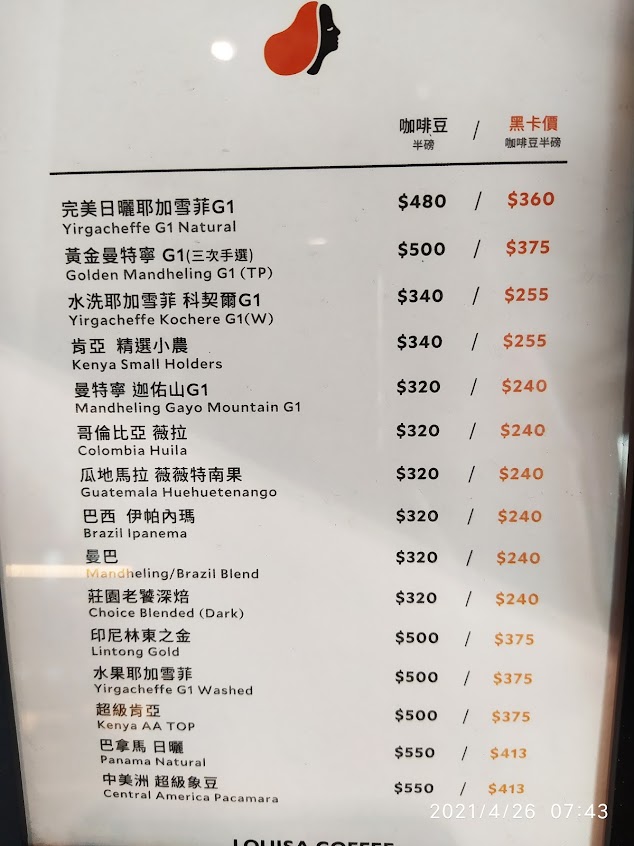 咖啡豆 / 黑卡價
半磅 咖啡豆半磅
完美日曬耶加雪菲G1 $480 / $360
Yirgacheffe G1 Natural
黃金曼特寧 G1(三次手選) $500 / $375
Golden Mandheling G1 (TP)
水洗耶加雪菲 科契爾G1 $340 / $255
Yirgacheffe Kochere G1(W)
肯亞 精選小農 $340 / $255
Kenya Small Holders
曼特寧 迦佑山G1 $320 / $240
Mandheling Gayo Mountain G1
哥倫比亞 薇拉 $320 / $240
Colombia Huila
瓜地馬拉 薇薇特南果 $320 / $240
Guatemala Huehuetenango
巴西 伊帕內瑪 $320 / $240
Brazil Ipanema
曼巴 $320 / $240
Mandheling/Brazil Blend
莊園老饕深焙 $320 / $240
Choice Blended (Dark)
印尼林東之金 $500 / $375
Lintong Gold
水果耶加雪菲 $500 / $375
Yirgacheffe G1 Washed
超級肯亞 $500 / $375
Kenya AA TOP
巴拿馬 日曬 $550 / $413
Panama Natural
中美洲 超級象豆 $550 / $413
Central America Pacamara
2021/4/26 07:43
LOUISA COFFEE